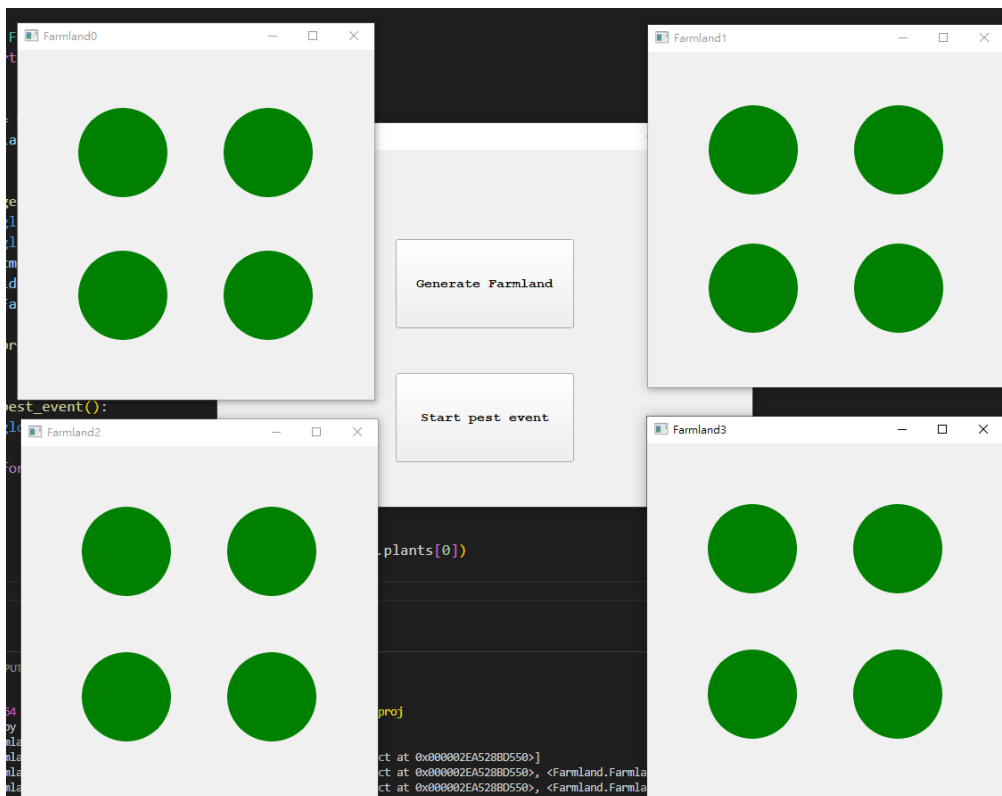 Farmland0
Farmland1
Generate Farmland
Start pest event
pest_event():
Farmland2
Farmland3
.plants[0])
proj
ct at 0x000002EA528BD550>]
ct at 0x000002EA528BD550>, <Farmland.Farmla
ct at 0x000002EA528BD550>, <Farmland.Farmla